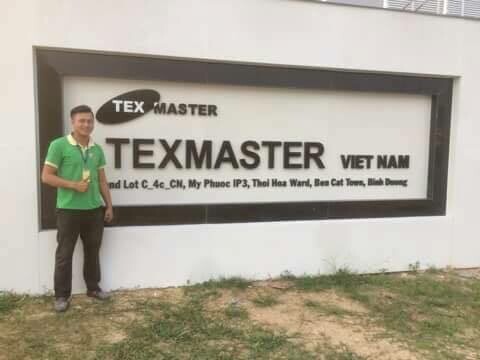 TEX MASTER
TEXMASTER VIET NAM
nd Lot C_4c_CN, My Phuoc IP3, Thoi Hoa Ward, Ben Cat Town, Binh Duong